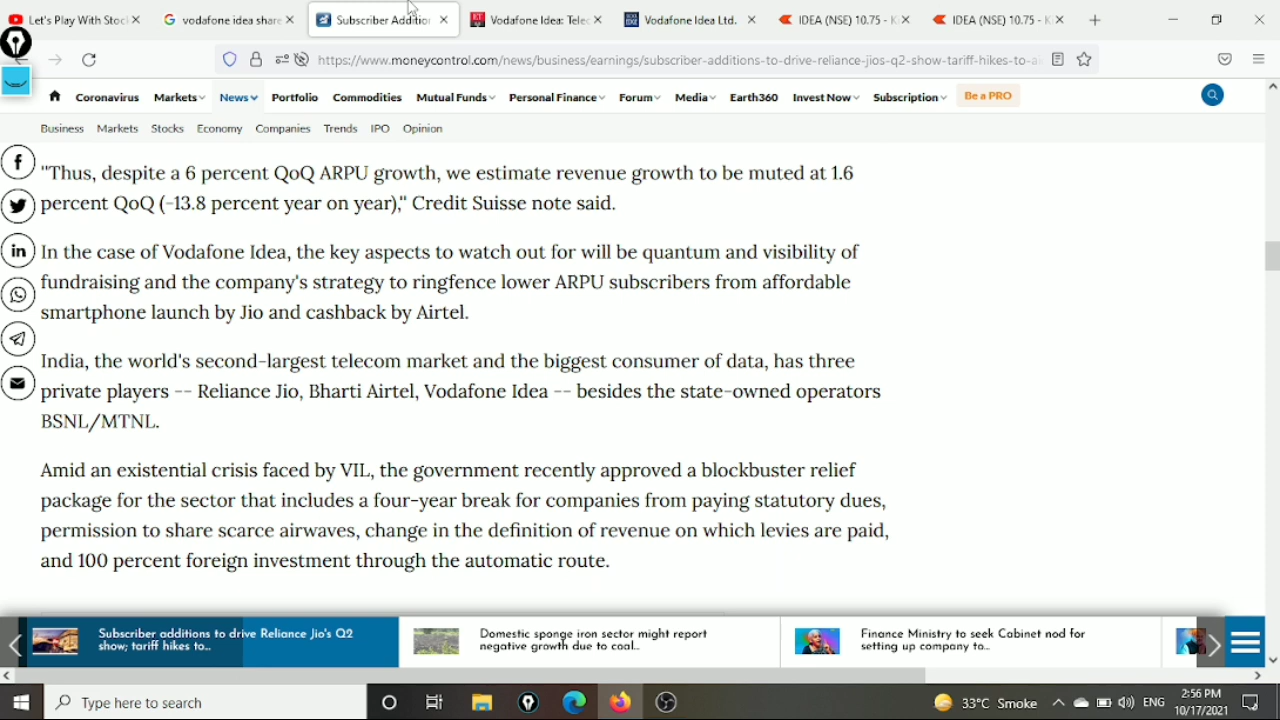 Let's Play With Stock
vodafone idea share
Subscriber Additio
Vodafone Idea: Telec
Vodafone Idea Ltd.
IDEA (NSE) 10.75 - K
IDEA (NSE) 10.75 - K
https://www.moneycontrol.com/news/business/earnings/subscriber-additions-to-drive-reliance-jios-q2-show-tariff-hikes-to-a
Coronavirus Markets News Portfolio Commodities Mutual Funds Personal Finance Forum Media Earth360 Invest Now Subscription Be a PRO
Business Markets Stocks Economy Companies Trends IPO Opinion
"Thus, despite a 6 percent QoQ ARPU growth, we estimate revenue growth to be muted at 1.6
percent QoQ (-13.8 percent year on year)," Credit Suisse note said.
In the case of Vodafone Idea, the key aspects to watch out for will be quantum and visibility of
fundraising and the company's strategy to ringfence lower ARPU subscribers from affordable
smartphone launch by Jio and cashback by Airtel.
India, the world's second-largest telecom market and the biggest consumer of data, has three
private players -- Reliance Jio, Bharti Airtel, Vodafone Idea -- besides the state-owned operators
BSNL/MTNL.
Amid an existential crisis faced by VIL, the government recently approved a blockbuster relief
package for the sector that includes a four-year break for companies from paying statutory dues,
permission to share scarce airwaves, change in the definition of revenue on which levies are paid,
and 100 percent foreign investment through the automatic route.
Subscriber additions to drive Reliance Jio's Q2
show; tariff hikes to...
Domestic sponge iron sector might report
negative growth due to coal...
Finance Ministry to seek Cabinet nod for
setting up company to...
Type here to search
33°C Smoke
ENG
2:56 PM
10/17/2021